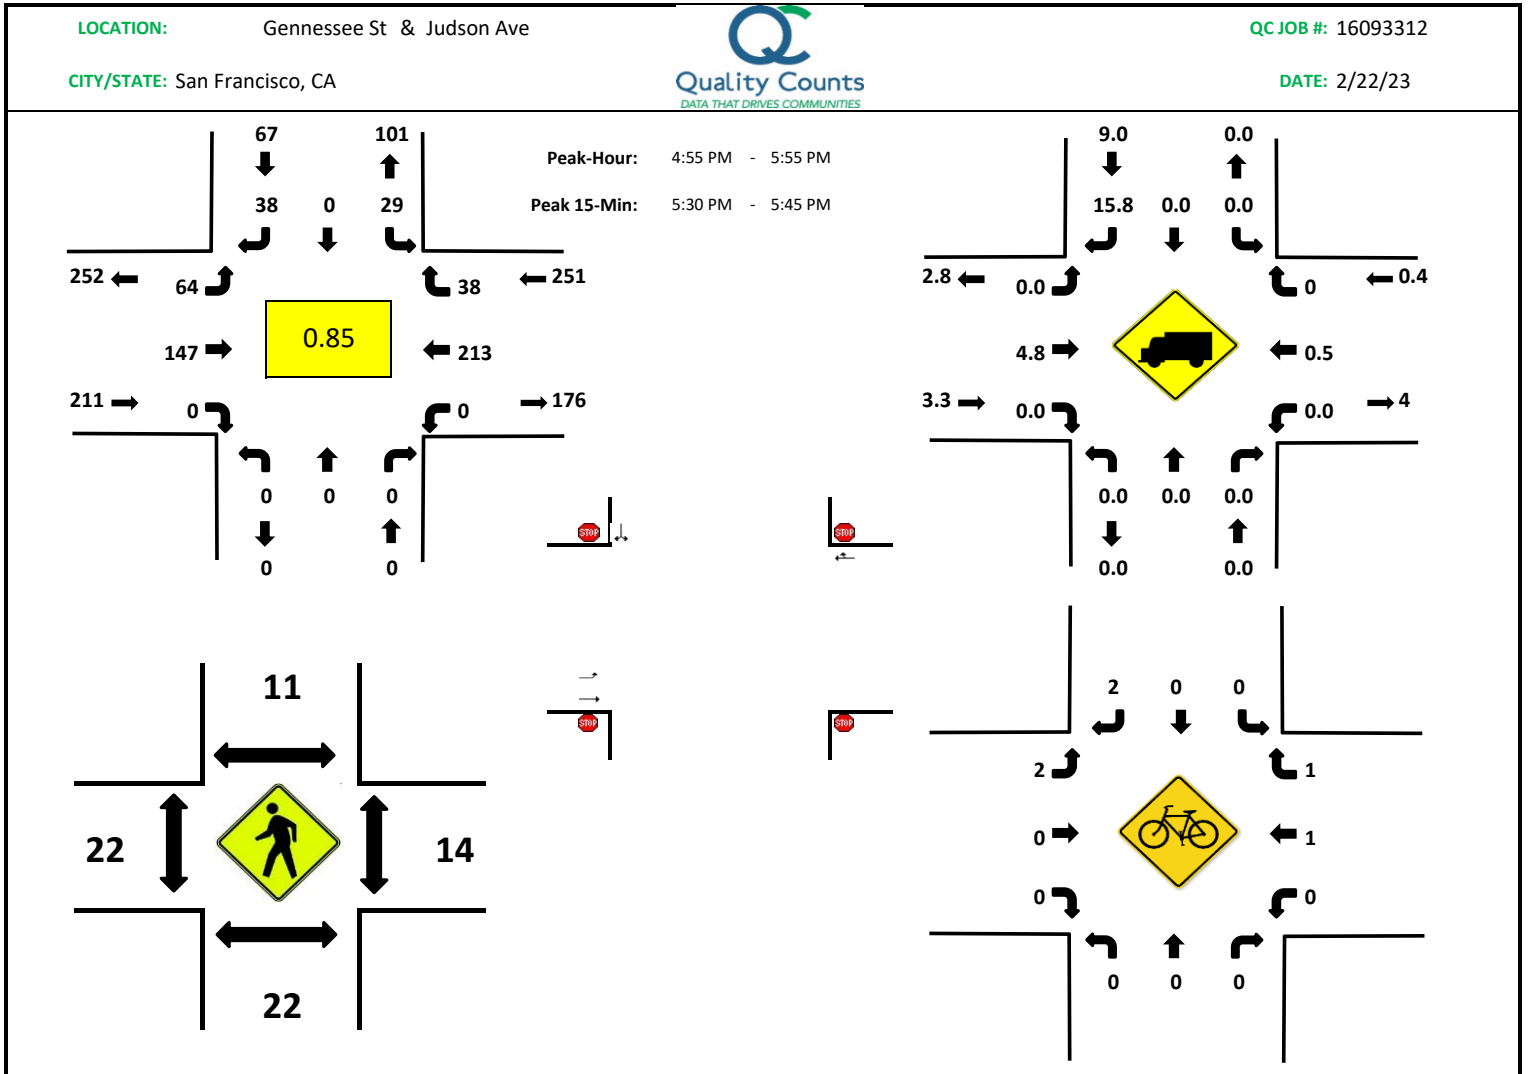 LOCATION: Gennessee St & Judson Ave
QC JOB #: 16093312
CITY/STATE: San Francisco, CA
DATE: 2/22/23
QC
Quality Counts
DATA THAT DRIVES COMMUNITIES
Peak-Hour: 4:55 PM - 5:55 PM
Peak 15-Min: 5:30 PM - 5:45 PM
67 101
38 0 29
252 64 38 251
147 0.85 213
211 0 0 176
0 0 0
0 0
9.0 0.0
15.8 0.0 0.0
2.8 0.0 0 0.4
4.8 0.5
3.3 0.0 0.0 4
0.0 0.0 0.0
0.0 0.0
STOP STOP
STOP STOP
11
22 14
22
2 0 0
2 1
0 1
0 0
0 0 0